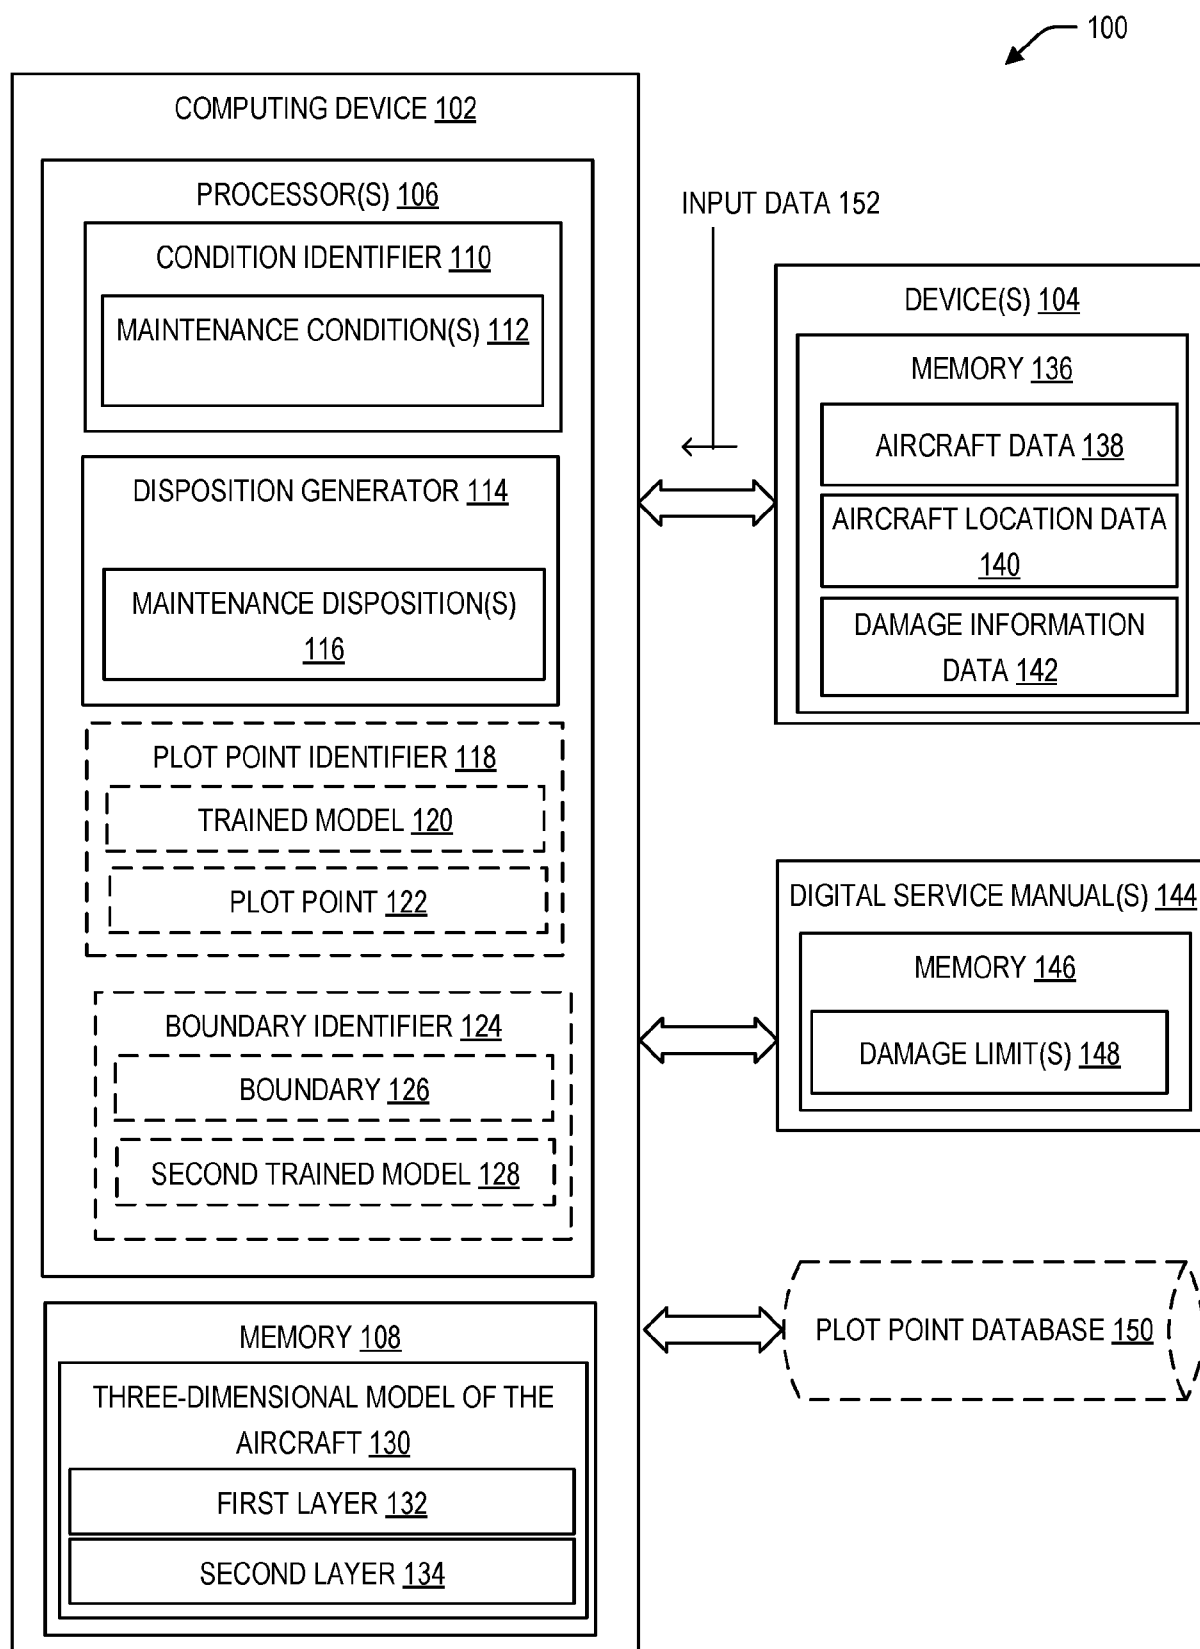 100
COMPUTING DEVICE 102
PROCESSOR(S) 106
CONDITION IDENTIFIER 110
MAINTENANCE CONDITION(S) 112
DISPOSITION GENERATOR 114
MAINTENANCE DISPOSITION(S)
116
PLOT POINT IDENTIFIER 118
TRAINED MODEL 120
PLOT POINT 122
BOUNDARY IDENTIFIER 124
BOUNDARY 126
SECOND TRAINED MODEL 128
MEMORY 108
THREE-DIMENSIONAL MODEL OF THE
AIRCRAFT 130
FIRST LAYER 132
SECOND LAYER 134
INPUT DATA 152
DEVICE(S) 104
MEMORY 136
AIRCRAFT DATA 138
AIRCRAFT LOCATION DATA
140
DAMAGE INFORMATION
DATA 142
DIGITAL SERVICE MANUAL(S) 144
MEMORY 146
DAMAGE LIMIT(S) 148
PLOT POINT DATABASE 150